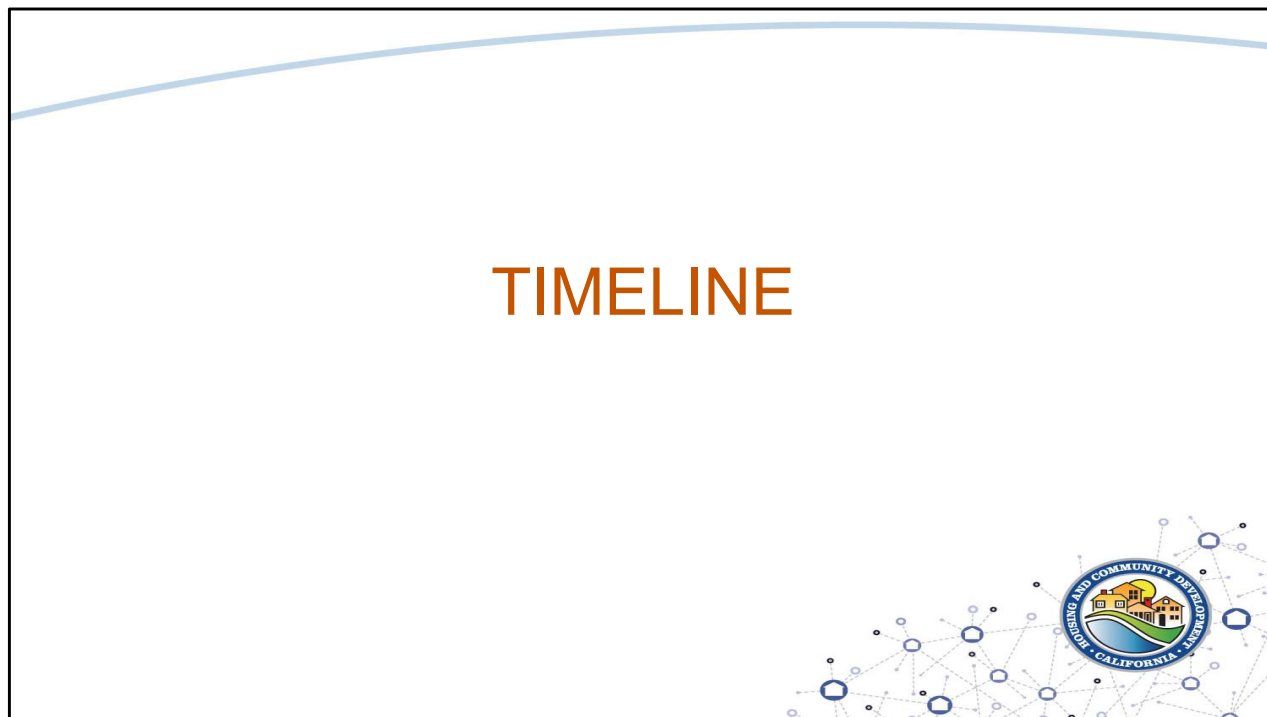 TIMELINE
HOUSING AND COMMUNITY DEVELOPMENT
• CALIFORNIA •